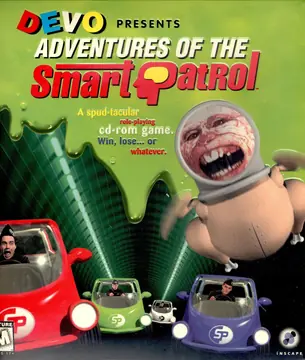 DEVO PRESENTS
ADVENTURES OF THE
Smart Patrol
A spud-tacular
role-playing
cd-rom game.
Win, lose... or
whatever.
SP
SP
SP
M
INSCAPE